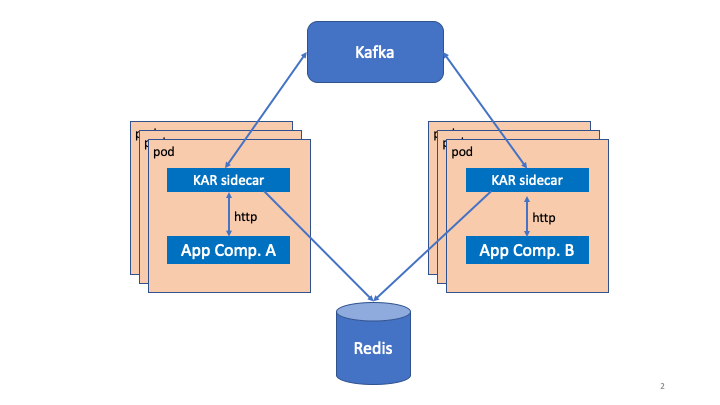 Kafka
pod
pod
KAR sidecar
KAR sidecar
http
http
App Comp. A
App Comp. B
Redis
2